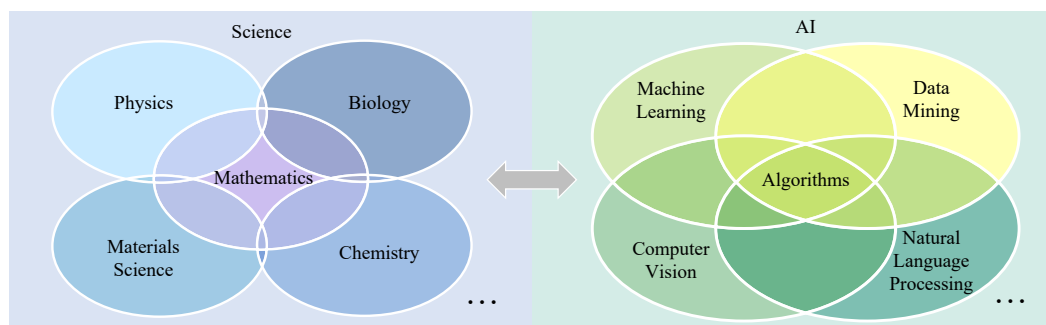 Science
Physics
Biology
Mathematics
Materials
Science
Chemistry
...
AI
Machine
Learning
Data
Mining
Algorithms
Computer
Vision
Natural
Language
Processing
...